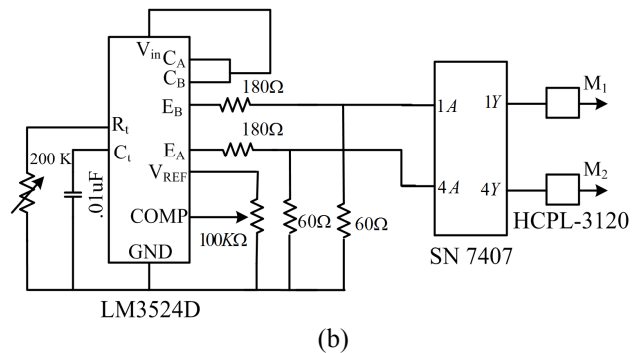 V_in
C_A
C_B
E_B
180Ω
R_t
200 K
C_t
.01uF
E_A
180Ω
V_REF
COMP
100KΩ
60Ω
60Ω
GND
LM3524D
1A
4A
1Y
4Y
SN 7407
M_1
M_2
HCPL-3120
(b)